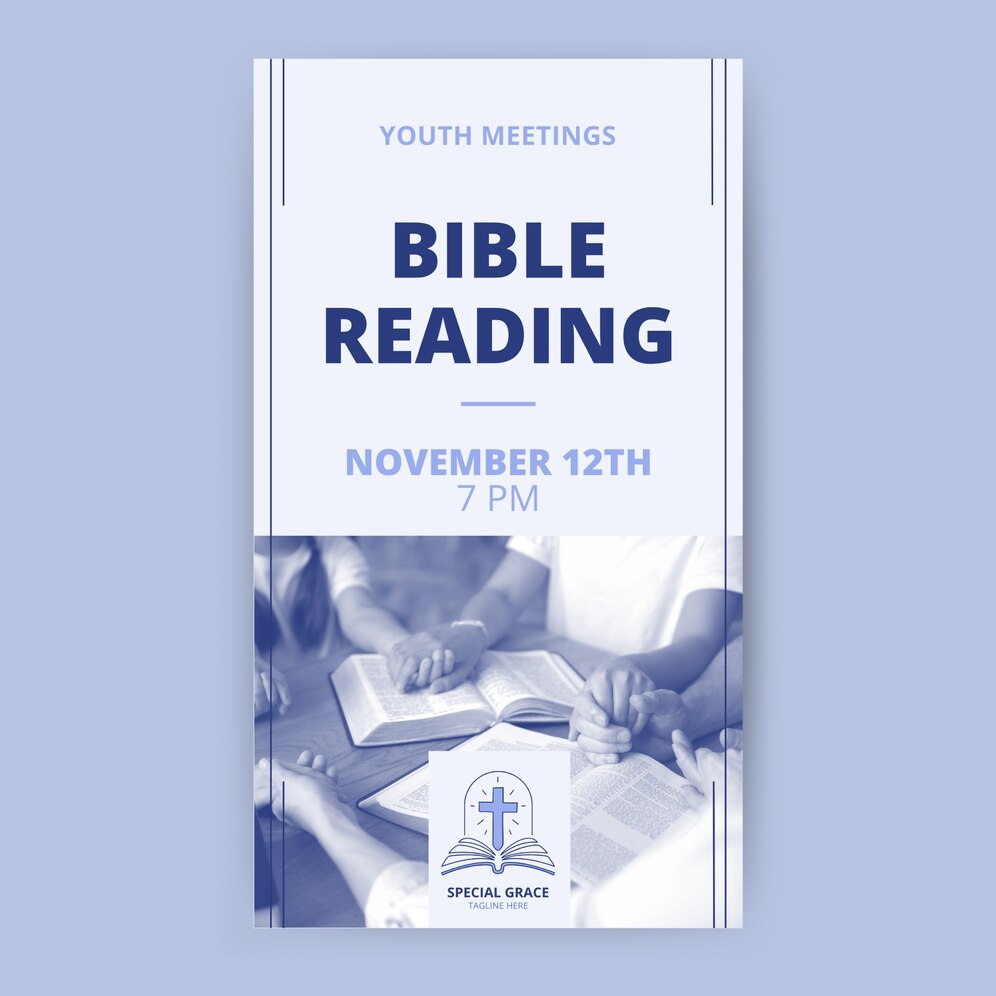 YOUTH MEETINGS
BIBLE
READING
NOVEMBER 12TH
7 PM
SPECIAL GRACE
TAGLINE HERE